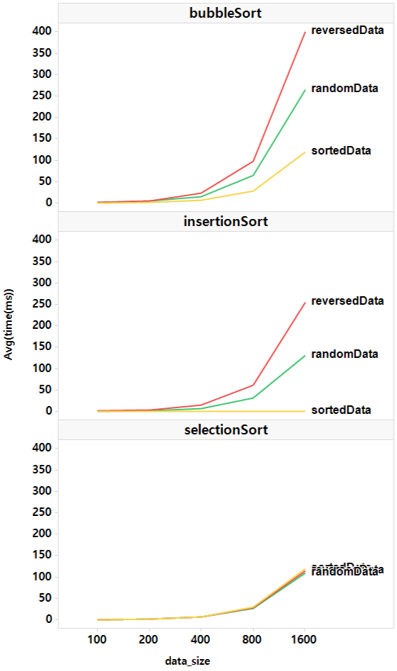 bubbleSort
400
350
300
250
200
150
100
50
0
reversedData
randomData
sortedData
insertionSort
400
350
300
250
200
150
100
50
0
reversedData
randomData
sortedData
Avg(time(ms))
selectionSort
400
350
300
250
200
150
100
50
0
randomData
100 200 400 800 1600
data_size